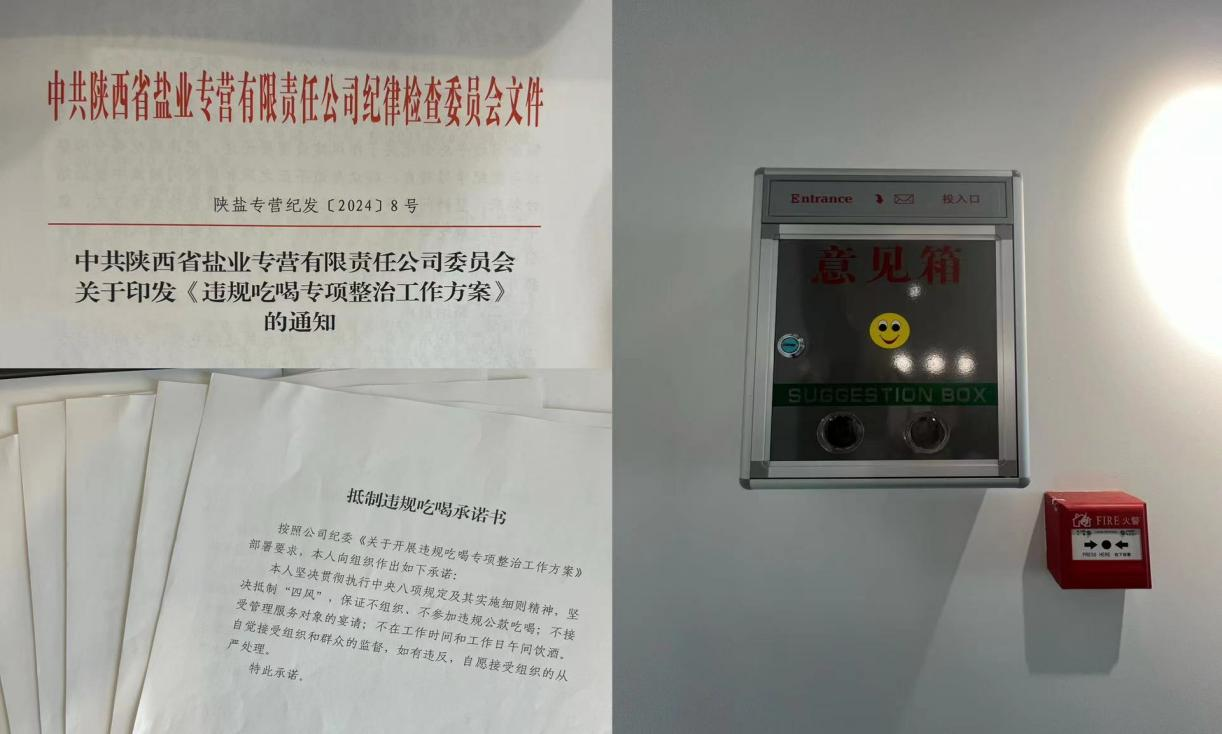 中共陕西省盐业专营有限责任公司纪律检查委员会文件
陕盐专营纪发〔2024〕8号
中共陕西省盐业专营有限责任公司委员会
关于印发《违规吃喝专项整治工作方案》
的通知
抵制违规吃喝承诺书
按照公司纪委《关于开展违规吃喝专项整治工作方案》
部署要求，本人向组织作出如下承诺：
本人坚决贯彻执行中央八项规定及其实施细则精神，坚
决抵制“四风”，保证不组织、不参加违规公款吃喝；不接
受管理服务对象的宴请；不在工作时间和工作日午间饮酒。
自觉接受组织和群众的监督，如有违反，自愿接受组织的从
严处理。
特此承诺。
Entrance 投入口
意见箱
SUGGESTION BOX
FIRE 火警
PRESS HERE